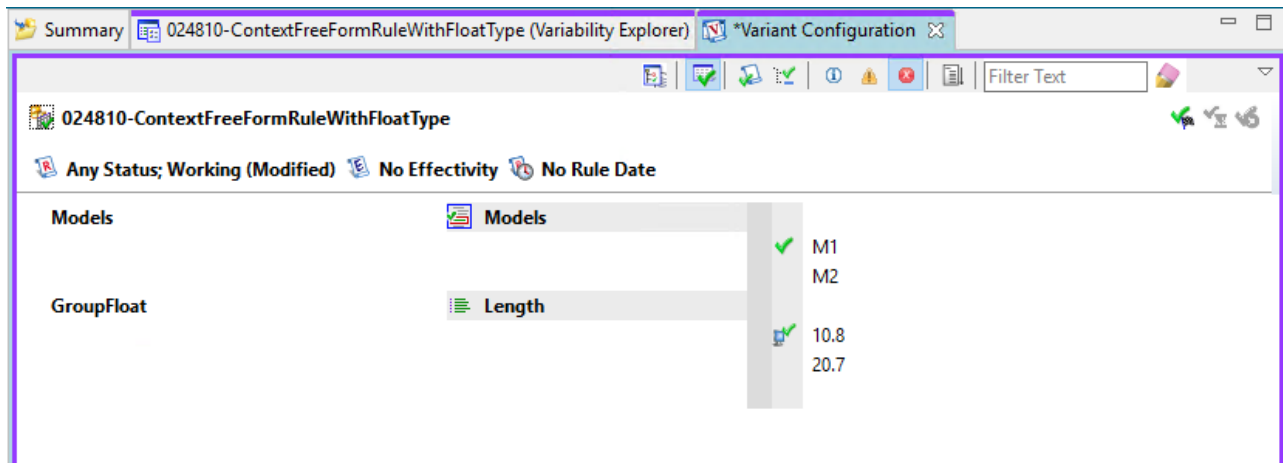 Summary 024810-ContextFreeFormRuleWithFloatType (Variability Explorer) *Variant Configuration
Filter Text
024810-ContextFreeFormRuleWithFloatType
Any Status; Working (Modified) No Effectivity No Rule Date
Models Models
M1
M2
GroupFloat Length
10.8
20.7